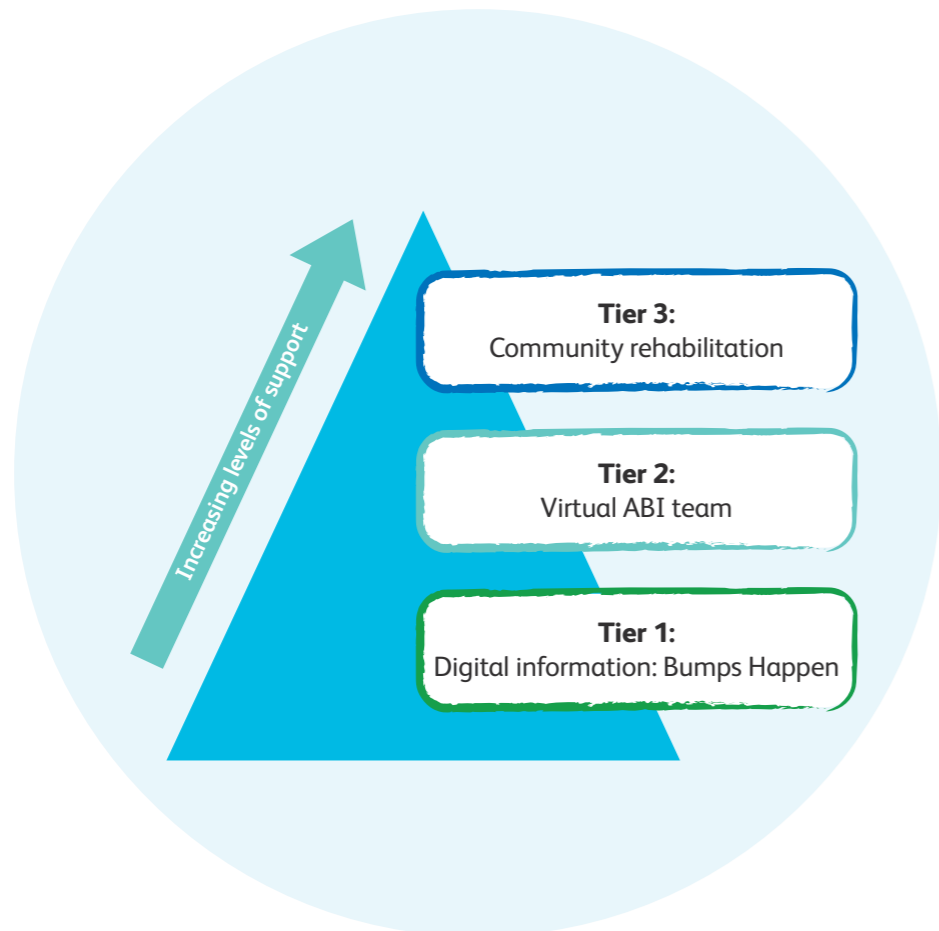 Increasing levels of support
Tier 3:
Community rehabilitation
Tier 2:
Virtual ABI team
Tier 1:
Digital information: Bumps Happen